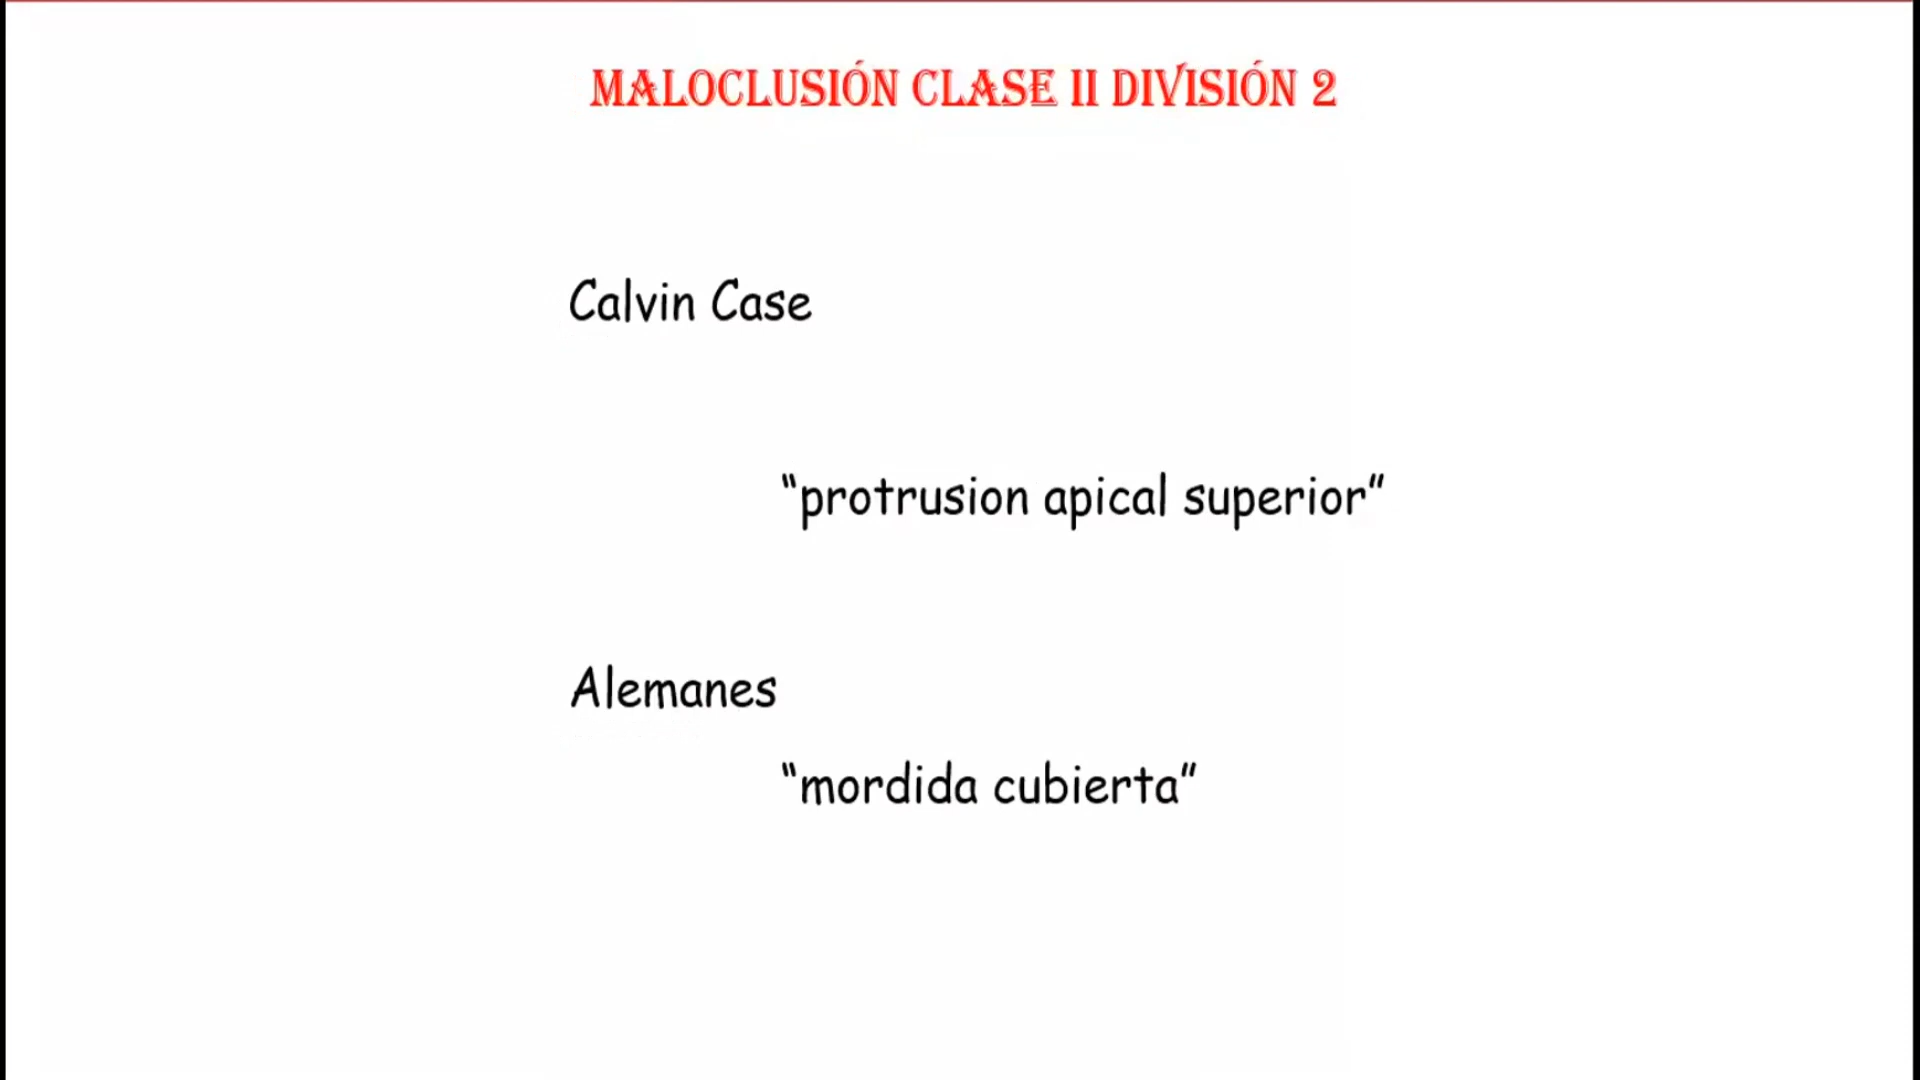 MALOCLUSIÓN CLASE II DIVISIÓN 2
Calvin Case
“protrusion apical superior”
Alemanes
“mordida cubierta”